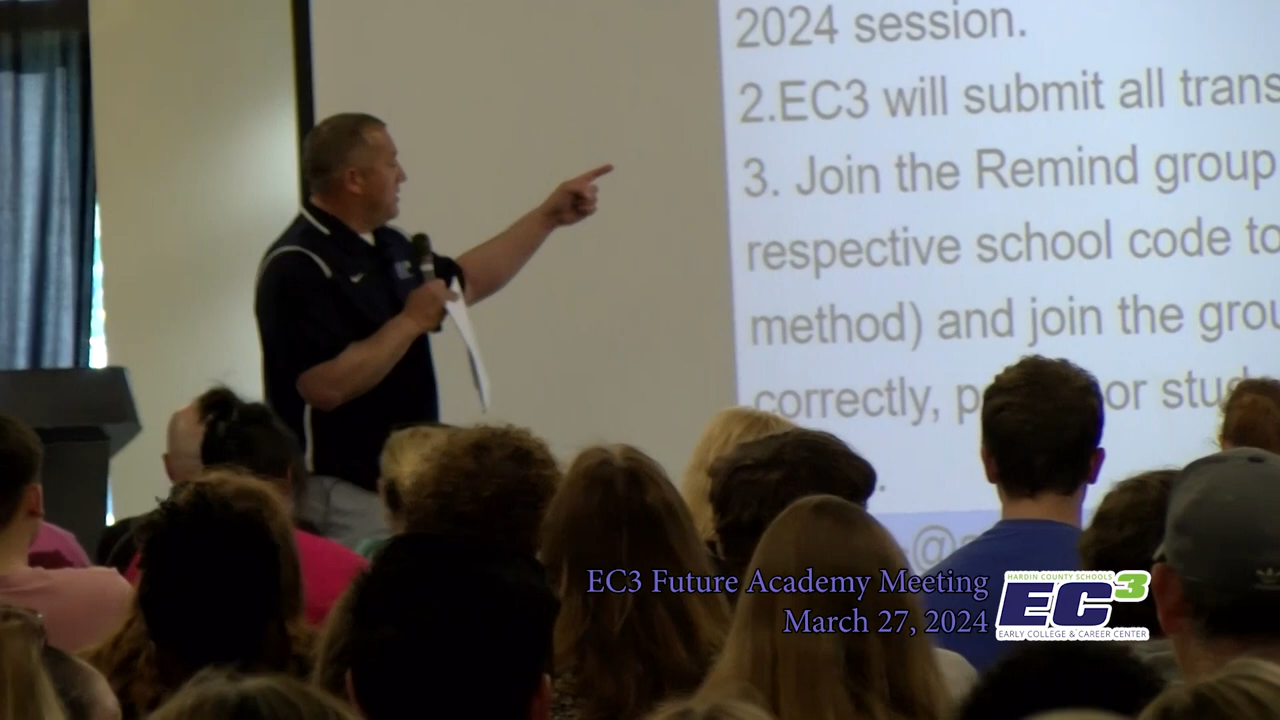 2024 session.
2.EC3 will submit all trans
3. Join the Remind group
respective school code to
method) and join the grou
correctly, p or stud
EC3 Future Academy Meeting
March 27, 2024
HARDIN COUNTY SCHOOLS
EC3
EARLY COLLEGE & CAREER CENTER